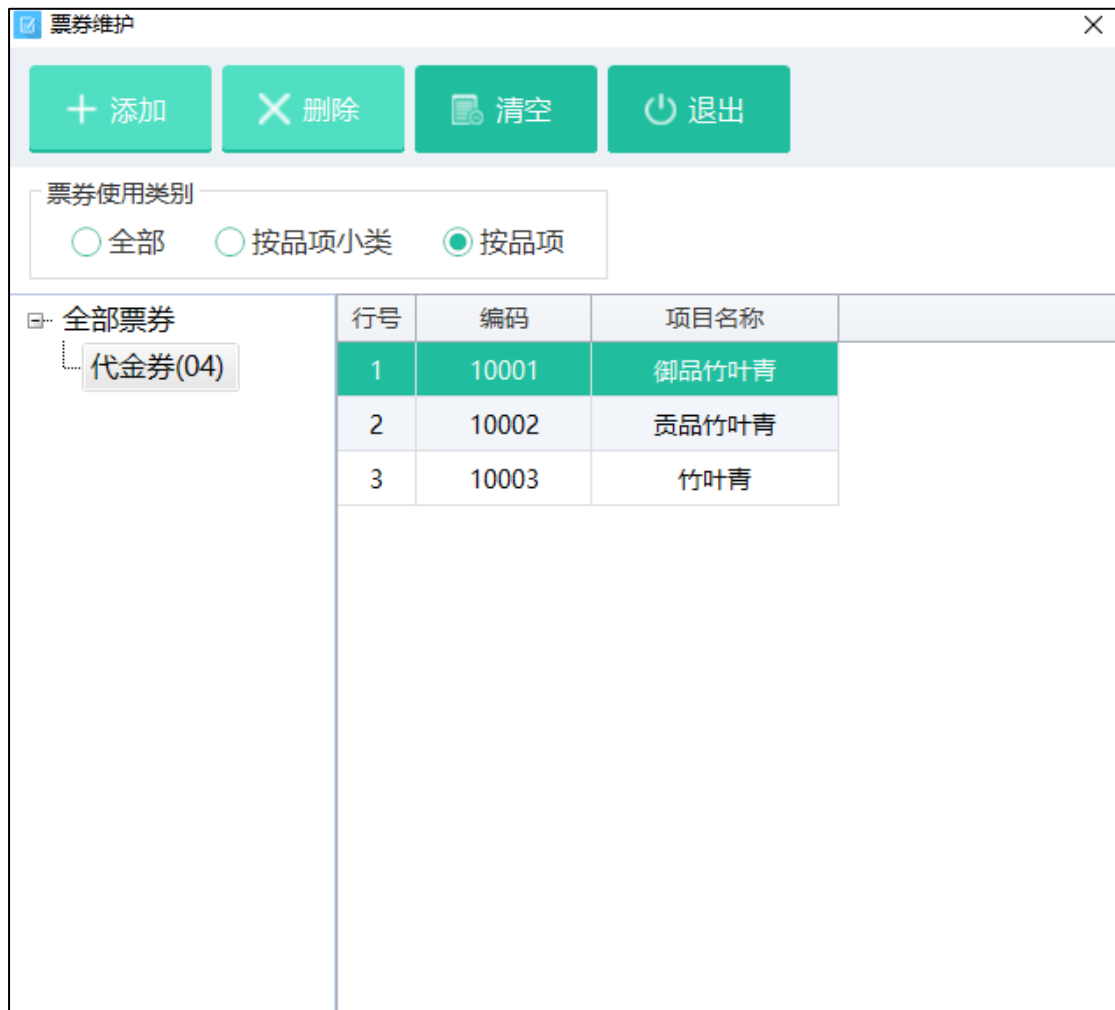 票券维护
添加 删除 清空 退出
票券使用类别
全部 按品项小类 按品项
全部票券
代金券(04)
行号 编码 项目名称
1 10001 御品竹叶青
2 10002 贡品竹叶青
3 10003 竹叶青